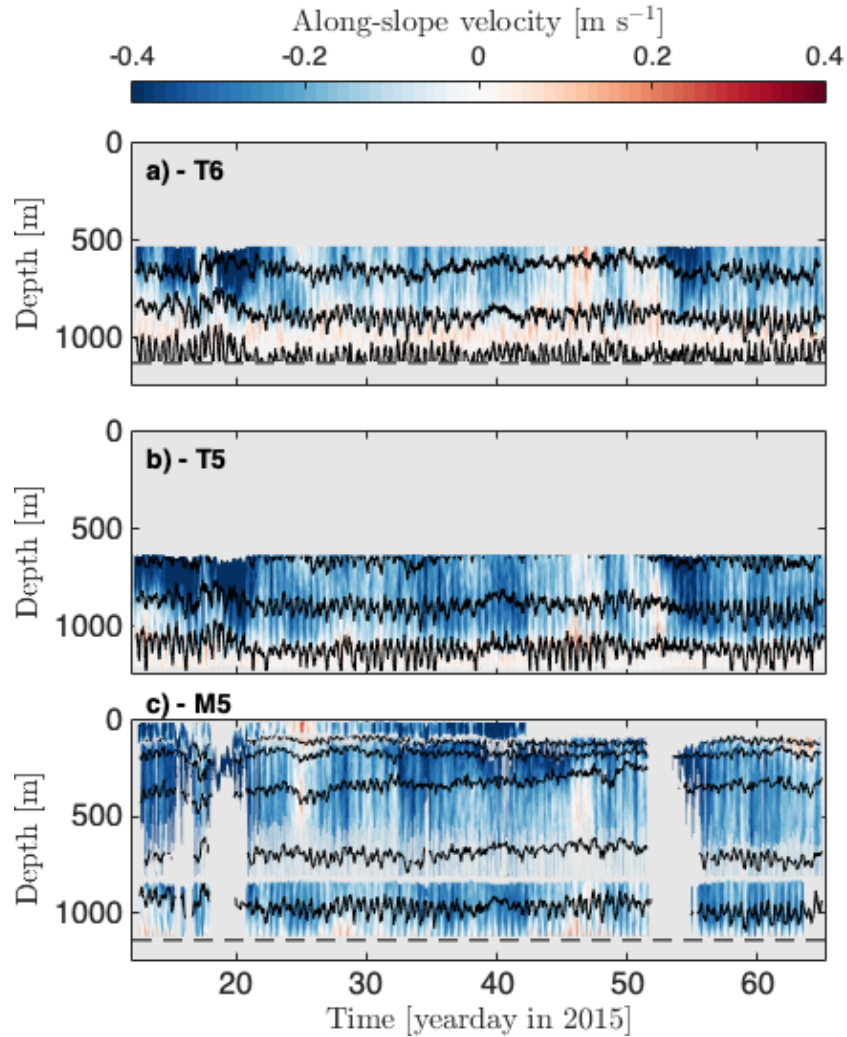 Along-slope velocity [m s⁻¹]
-0.4 -0.2 0 0.2 0.4
a) - T6
0
500
1000
Depth [m]
b) - T5
0
500
1000
Depth [m]
c) - M5
0
500
1000
Depth [m]
20 30 40 50 60
Time [yearday in 2015]